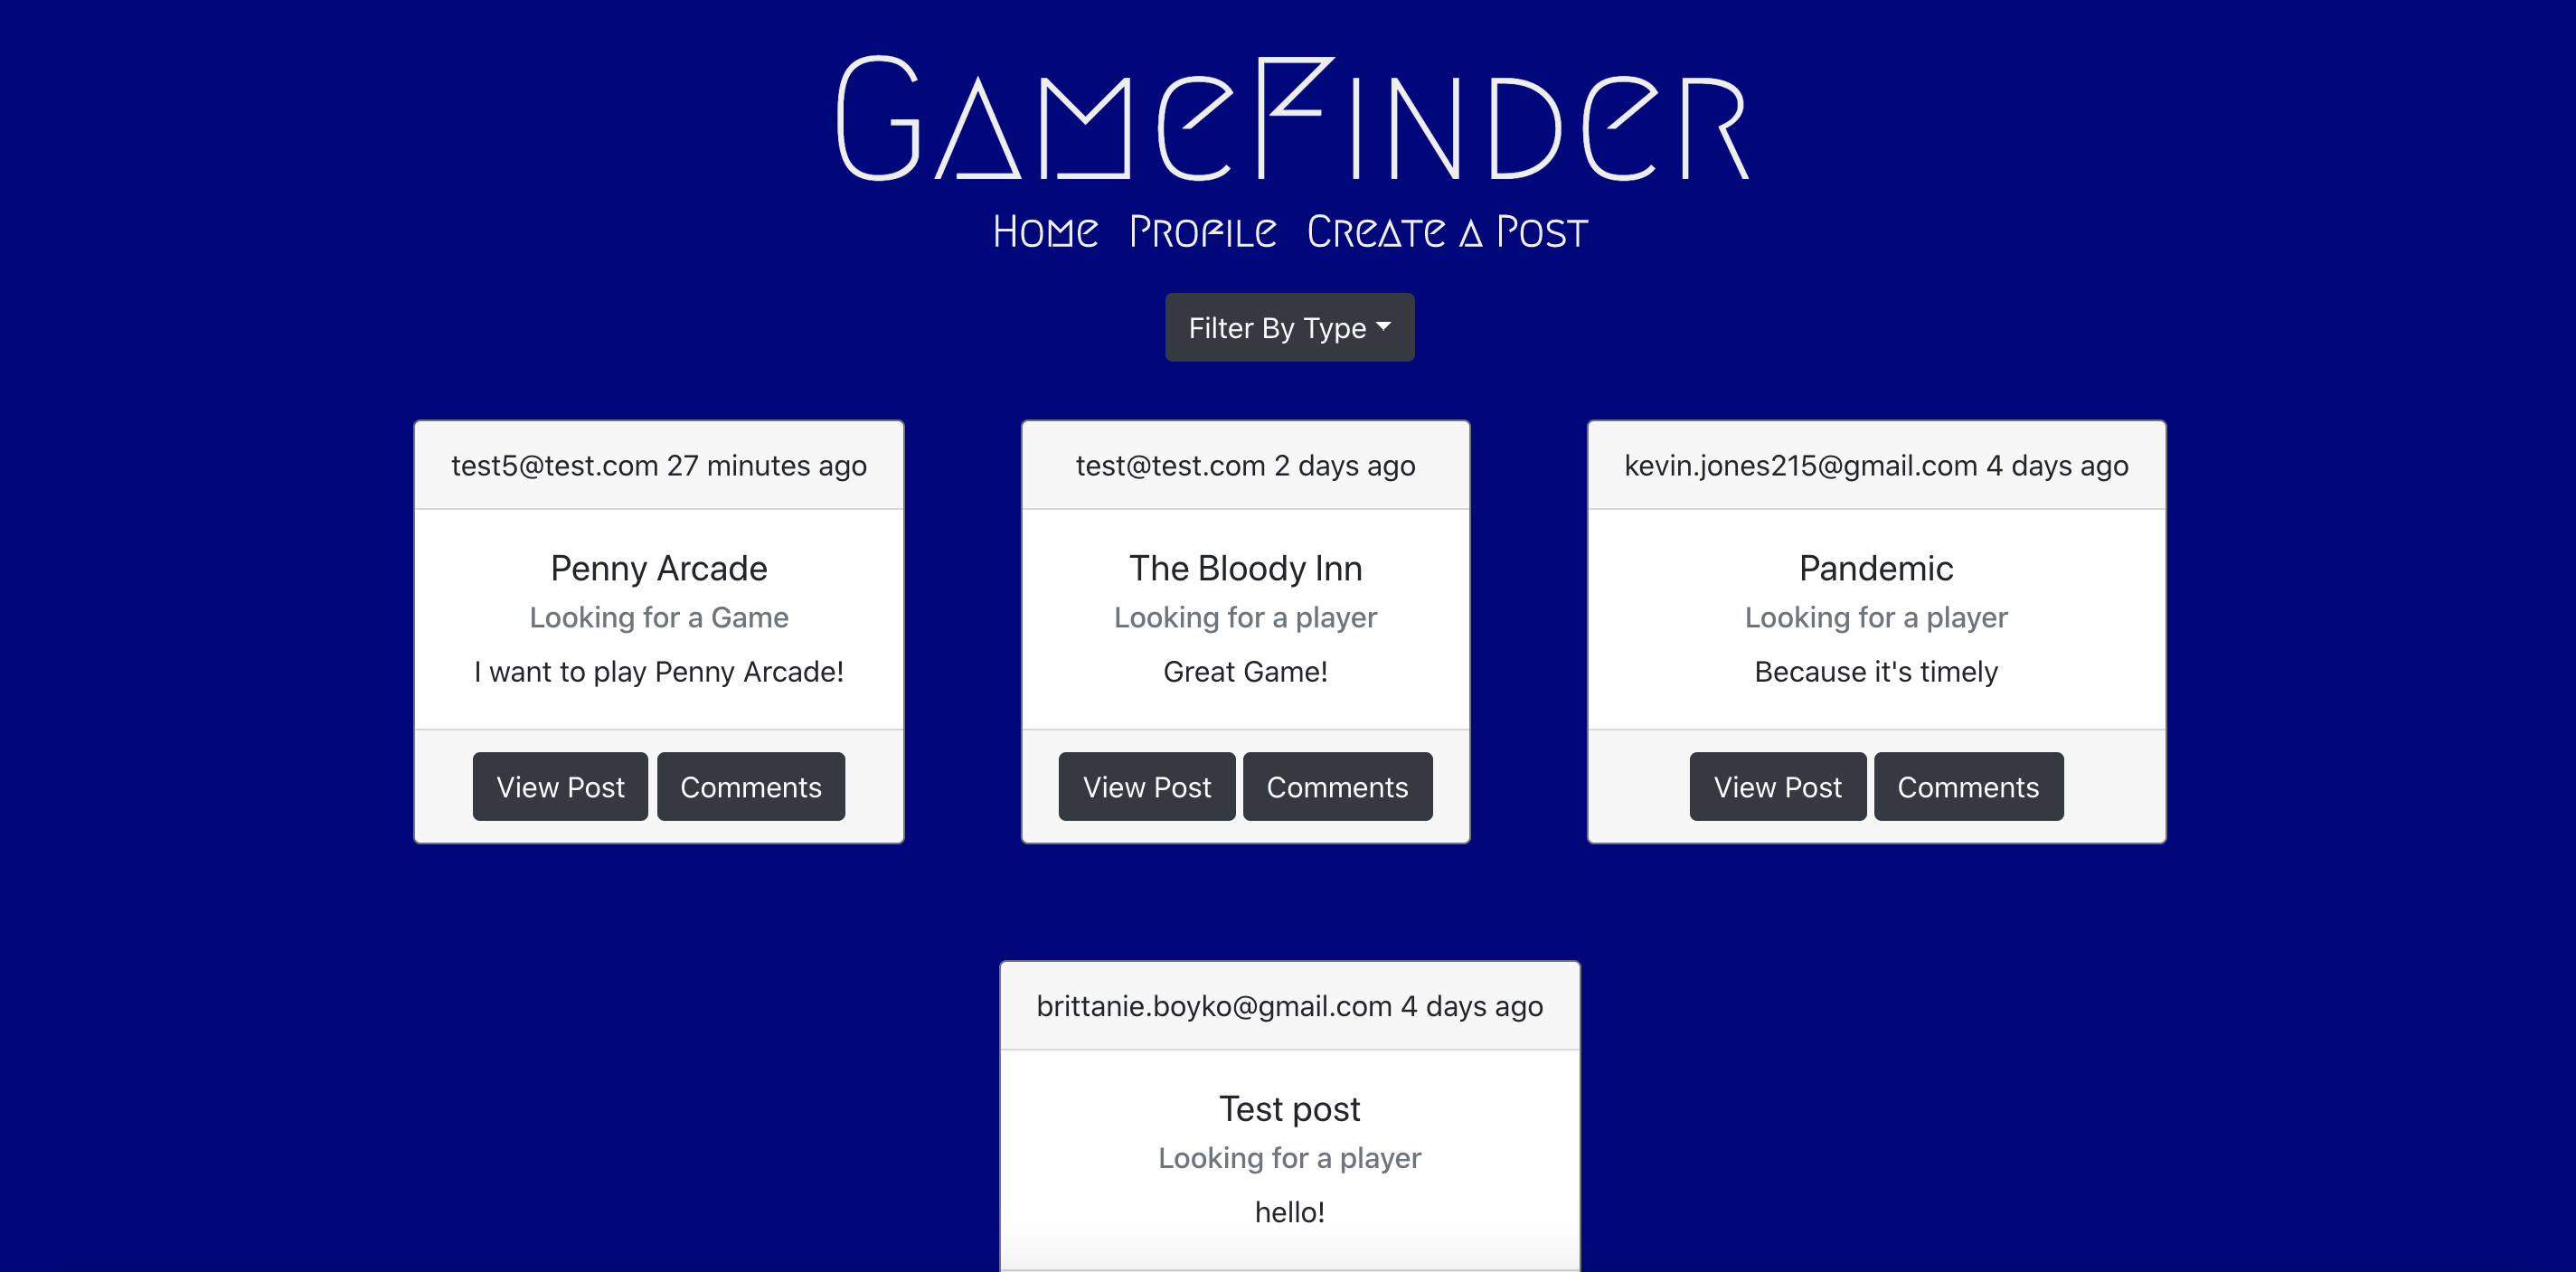 GameFinder
Home Profile Create a Post
Filter By Type
test5@test.com 27 minutes ago
Penny Arcade
Looking for a Game
I want to play Penny Arcade!
View Post Comments
test@test.com 2 days ago
The Bloody Inn
Looking for a player
Great Game!
View Post Comments
kevin.jones215@gmail.com 4 days ago
Pandemic
Looking for a player
Because it's timely
View Post Comments
brittanie.boyko@gmail.com 4 days ago
Test post
Looking for a player
hello!